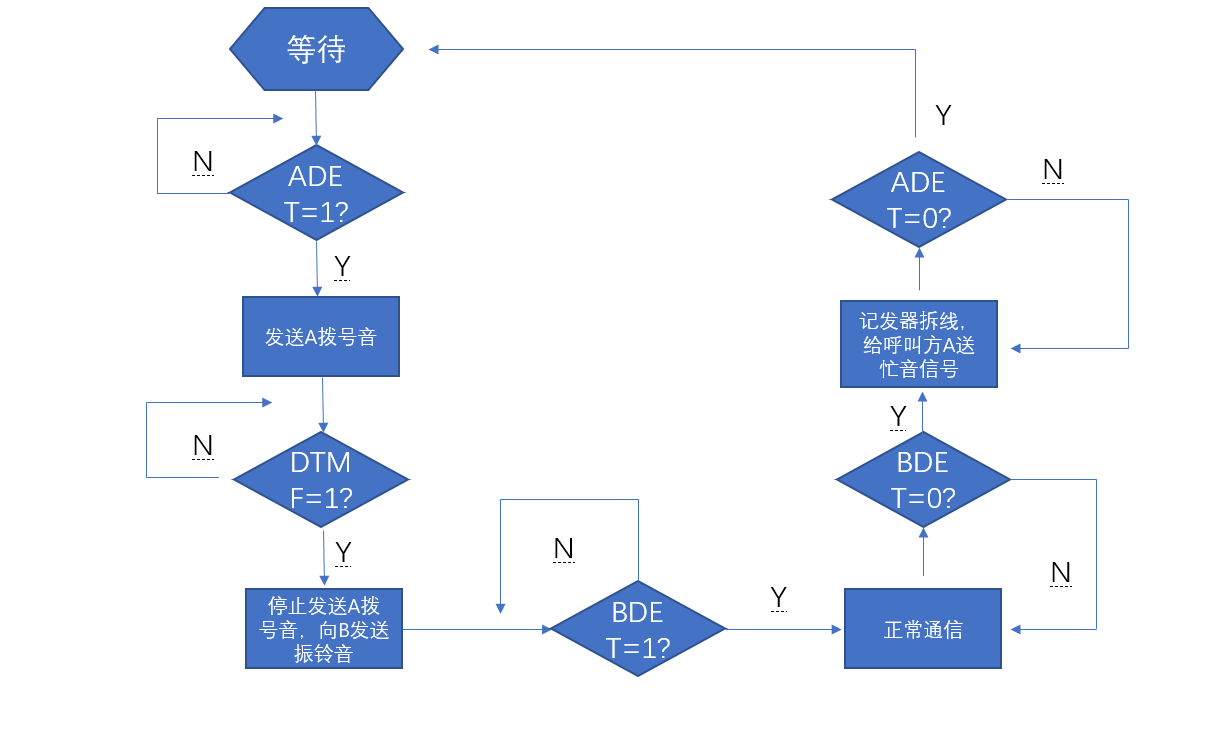 等待
N
ADE
T=1?
Y
发送A拨号音
N
DTM
F=1?
Y
停止发送A拨
号音，向B发送
振铃音
N
BDE
T=1?
Y
正常通信
N
BDE
T=0?
Y
记发器拆线，
给呼叫方A送
忙音信号
ADE
T=0?
N
Y